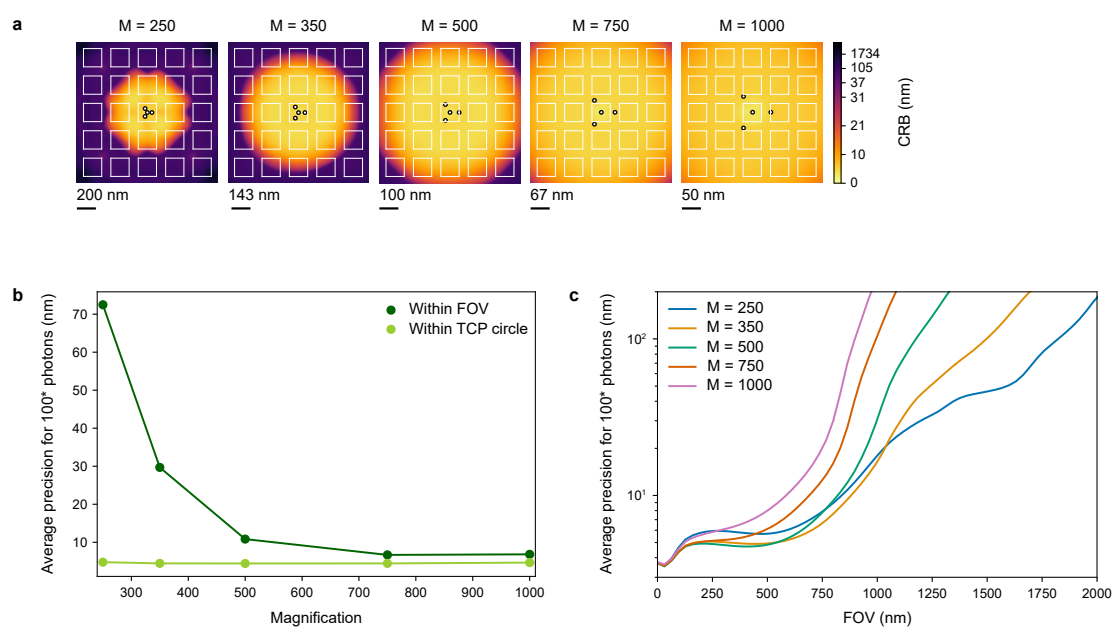 a
M = 250
M = 350
M = 500
M = 750
M = 1000
1734
105
37
31
21
10
0
CRB (nm)
200 nm
143 nm
100 nm
67 nm
50 nm
b
Average precision for 100* photons (nm)
70
60
50
40
30
20
10
300
400
500
600
700
800
900
1000
Magnification
Within FOV
Within TCP circle
c
Average precision for 100* photons (nm)
10²
10¹
0
250
500
750
1000
1250
1500
1750
2000
FOV (nm)
M = 250
M = 350
M = 500
M = 750
M = 1000